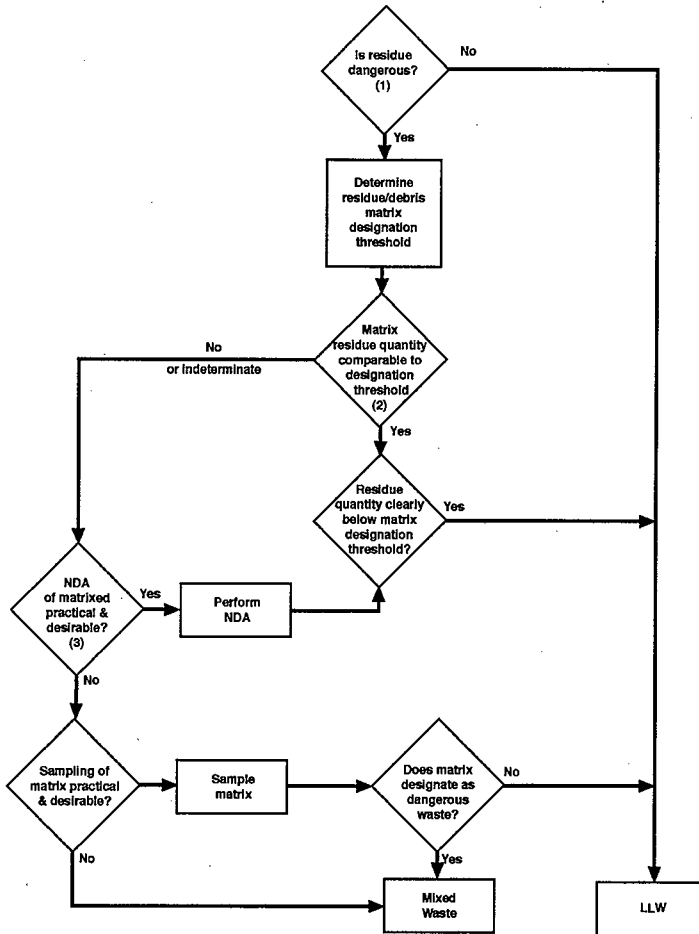 Is residue
dangerous?
(1)
No
Yes
Determine
residue/debris
matrix
designation
threshold
Matrix
residue quantity
comparable to
designation
threshold
(2)
No
or indeterminate
Yes
Residue
quantity clearly
below matrix
designation
threshold?
Yes
NDA
of matrixed
practical &
desirable?
(3)
Yes
Perform
NDA
No
Sampling of
matrix practical
& desirable?
Sample
matrix
Does matrix
designate as
dangerous
waste?
No
No
Yes
Mixed
Waste
LLW